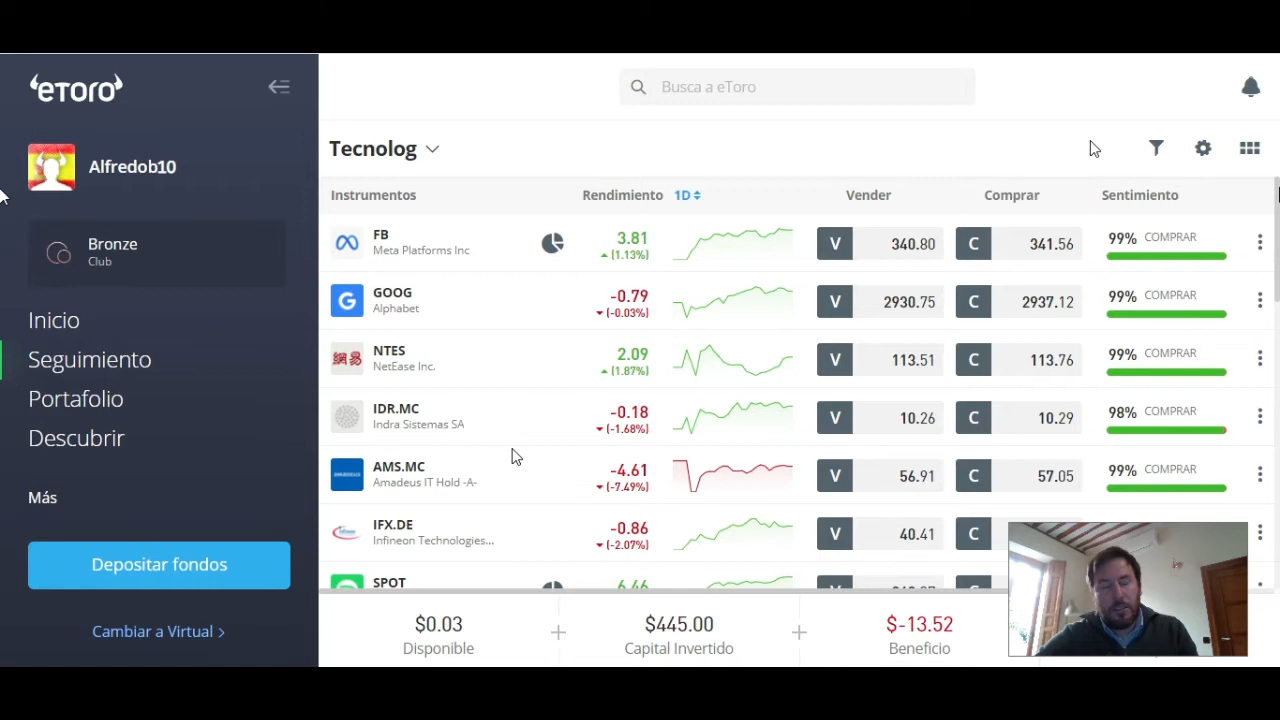 eToro
Busca a eToro
Alfredob10
Bronze
Club
Inicio
Seguimiento
Portafolio
Descubrir
Más
Depositar fondos
Cambiar a Virtual >
Tecnolog
Instrumentos Rendimiento 1D Vender Comprar Sentimiento
FB 3.81 V 340.80 C 341.56 99% COMPRAR
Meta Platforms Inc (1.13%)
GOOG -0.79 V 2930.75 C 2937.12 99% COMPRAR
Alphabet (-0.03%)
NTES 2.09 V 113.51 C 113.76 99% COMPRAR
NetEase Inc. (1.87%)
IDR.MC -0.18 V 10.26 C 10.29 98% COMPRAR
Indra Sistemas SA (-1.68%)
AMS.MC -4.61 V 56.91 C 57.05 99% COMPRAR
Amadeus IT Hold -A- (-7.49%)
IFX.DE -0.86 V 40.41 C
Infineon Technologies... (-2.07%)
SPOT 6.46
$0.03 + $445.00 + $-13.52
Disponible Capital Invertido Beneficio